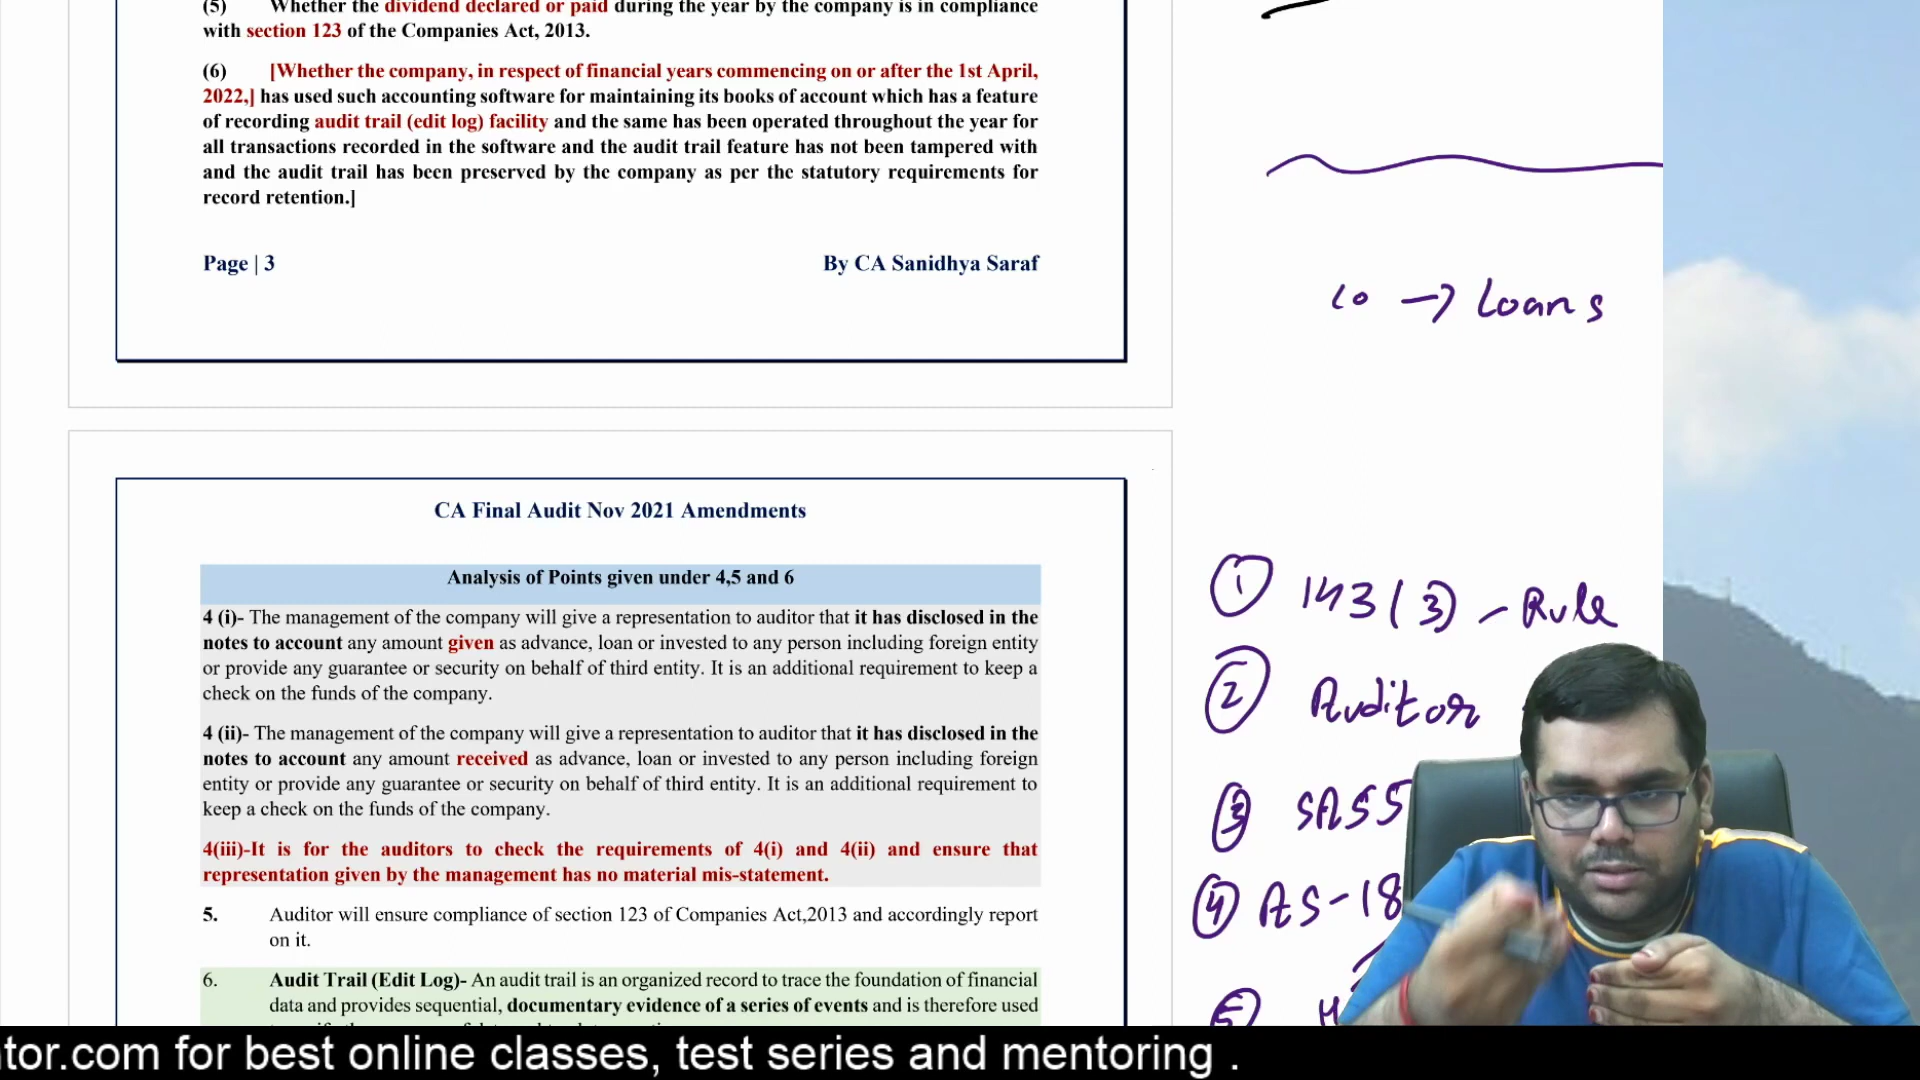 (5) Whether the dividend declared or paid during the year by the company is in compliance
with section 123 of the Companies Act, 2013.
(6) [Whether the company, in respect of financial years commencing on or after the 1st April,
2022,] has used such accounting software for maintaining its books of account which has a feature
of recording audit trail (edit log) facility and the same has been operated throughout the year for
all transactions recorded in the software and the audit trail feature has not been tampered with
and the audit trail has been preserved by the company as per the statutory requirements for
record retention.]
Page | 3 By CA Sanidhya Saraf
→ Loans
CA Final Audit Nov 2021 Amendments
Analysis of Points given under 4,5 and 6
4 (i)- The management of the company will give a representation to auditor that it has disclosed in the
notes to account any amount given as advance, loan or invested to any person including foreign entity
or provide any guarantee or security on behalf of third entity. It is an additional requirement to keep a
check on the funds of the company.
4 (ii)- The management of the company will give a representation to auditor that it has disclosed in the
notes to account any amount received as advance, loan or invested to any person including foreign
entity or provide any guarantee or security on behalf of third entity. It is an additional requirement to
keep a check on the funds of the company.
4(iii)-It is for the auditors to check the requirements of 4(i) and 4(ii) and ensure that
representation given by the management has no material mis-statement.
5. Auditor will ensure compliance of section 123 of Companies Act,2013 and accordingly report
on it.
6. Audit Trail (Edit Log)- An audit trail is an organized record to trace the foundation of financial
data and provides sequential, documentary evidence of a series of events and is therefore used
① 143(3) - Rule
② Auditor
③ SA55
④ AS-18
⑤
tor.com for best online classes, test series and mentoring .